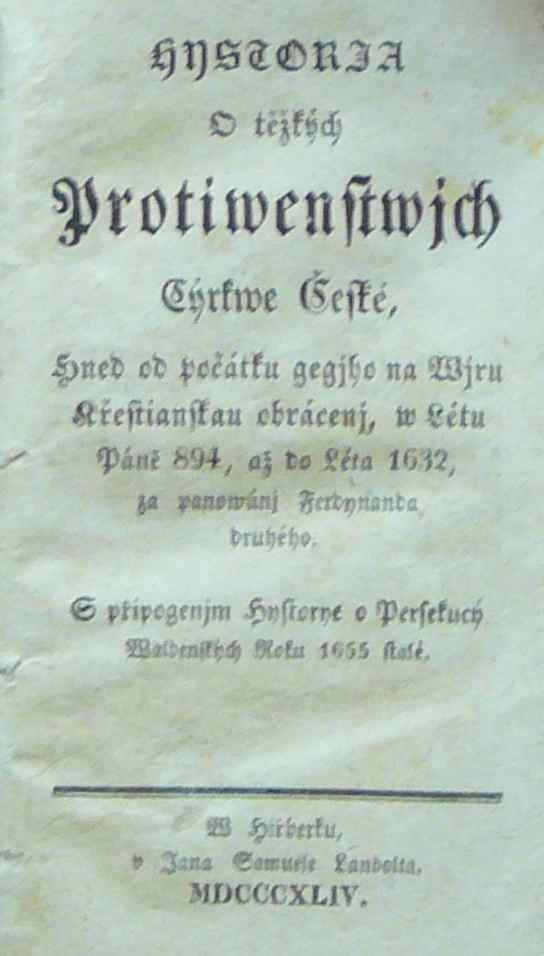 HYSTORIA
O těžkých
Protiwenſtwjch
Cýrkwe Čeſké,
Hned od počátku gegjho na Wjru
Křeſtianſkau obrácenj, w Létu
Páně 894, až do Léta 1632,
za panowánj Ferdynanda
druhého.
S připogenjm Hyſtorye o Perſekucý
Waldenſkých Roku 1655 ſtalé.
W Hirberku,
v Jana Samuele Landolta.
MDCCCXLIV.